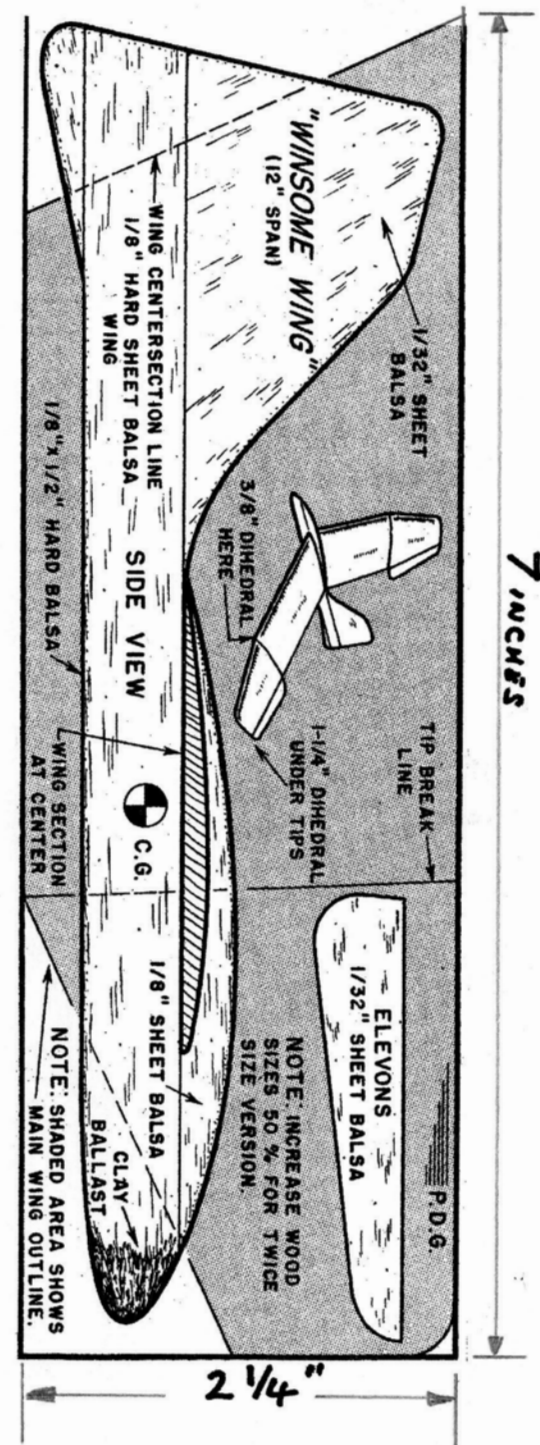 "WINSOME WING"
(12" SPAN)
1/32" SHEET
BALSA
WING CENTERSECTION LINE
1/8" HARD SHEET BALSA
WING
SIDE VIEW
1/8" X 1/2" HARD BALSA
3/8" DIHEDRAL
HERE
1-1/4" DIHEDRAL
UNDER TIPS
TIP BREAK
LINE
WING SECTION
AT CENTER
C.G.
1/8" SHEET BALSA
ELEVONS
1/32" SHEET BALSA
NOTE: INCREASE WOOD
SIZES 50 % FOR TWICE
SIZE VERSION.
P.D.G.
CLAY
BALLAST
NOTE: SHADED AREA SHOWS
MAIN WING OUTLINE.
7 INCHES
2 1/4"